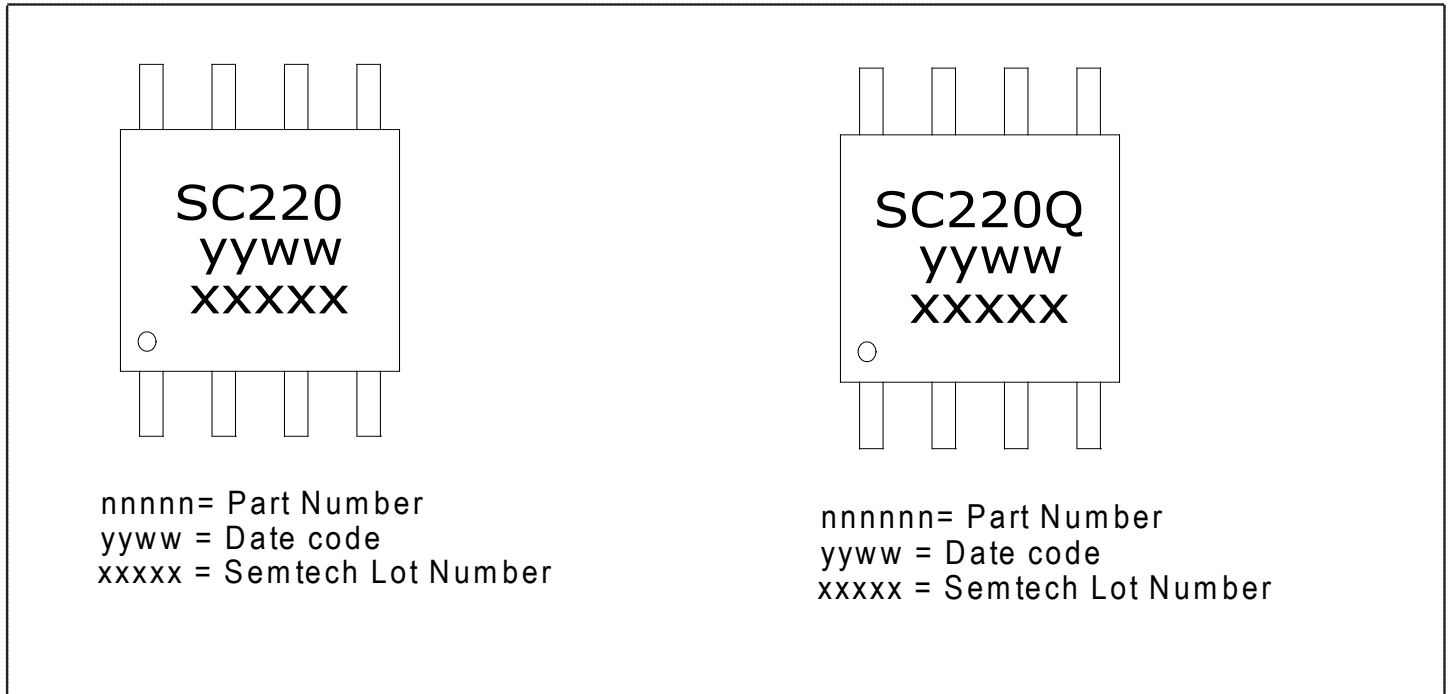 SC220
yyww
xxxxx
nnnnn= Part Number
yyww = Date code
xxxxx = Semtech Lot Number
SC220Q
yyww
xxxxx
nnnnnn= Part Number
yyww = Date code
xxxxx = Semtech Lot Number